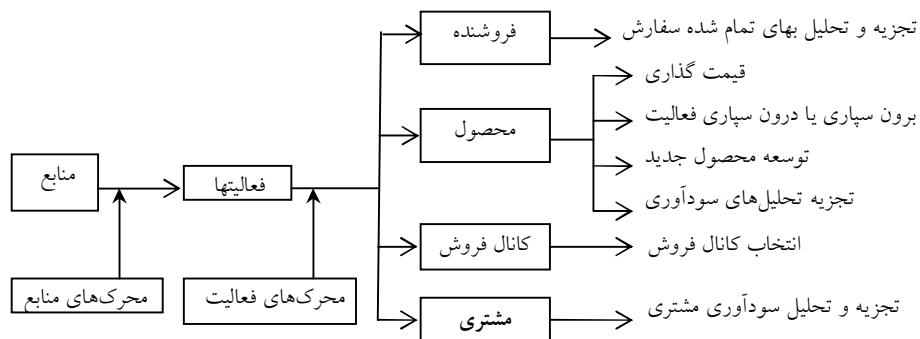 فروشنده
تجزیه و تحلیل بهای تمام شده سفارش
قیمت گذاری
برون سپاری یا درون سپاری فعالیت
محصول
توسعه محصول جدید
منابع
فعالیتها
تجزیه تحلیل‌های سودآوری
کانال فروش
انتخاب کانال فروش
محرک‌های منابع
محرک‌های فعالیت
مشتری
تجزیه و تحلیل سودآوری مشتری